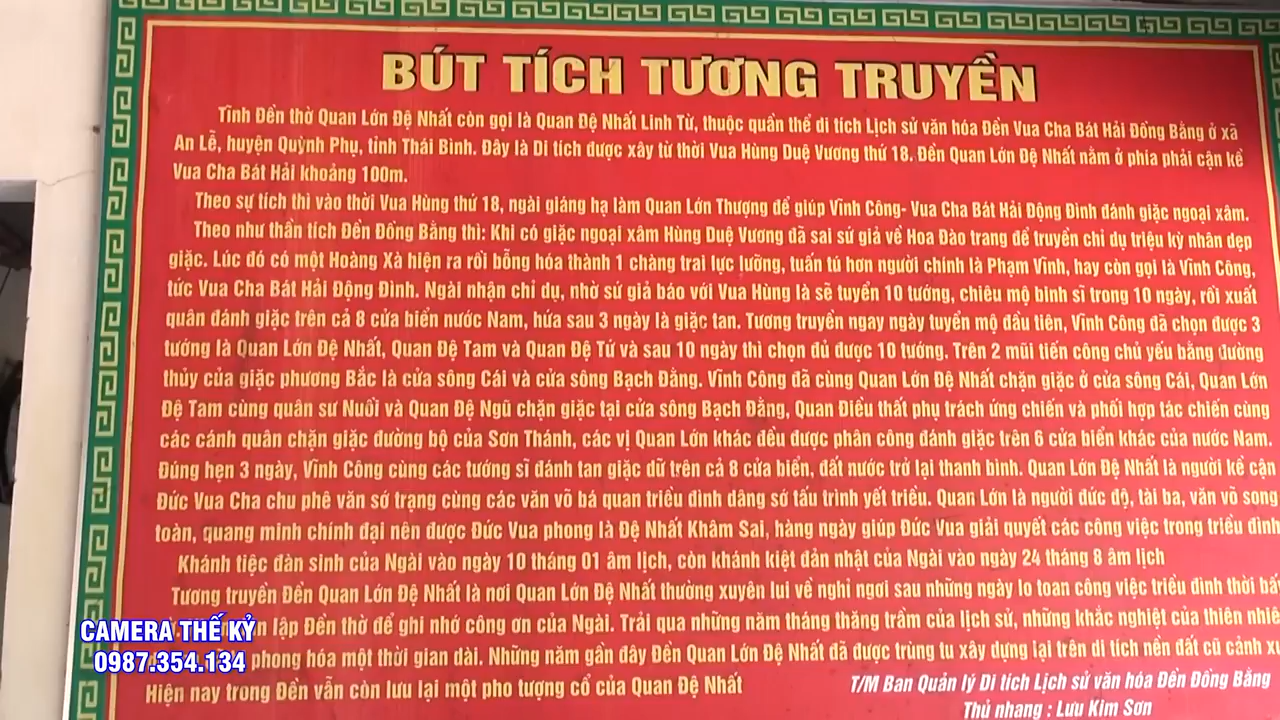 BÚT TÍCH TƯƠNG TRUYỀN
Tĩnh Đền thờ Quan Lớn Đệ Nhất còn gọi là Quan Đệ Nhất Linh Từ, thuộc quần thể di tích Lịch sử văn hóa Đền Vua Cha Bát Hải Đồng Bằng ở xã
An Lễ, huyện Quỳnh Phụ, tỉnh Thái Bình. Đây là Di tích được xây từ thời Vua Hùng Duệ Vương thứ 18. Đền Quan Lớn Đệ Nhất nằm ở phía phải cận kề
Vua Cha Bát Hải khoảng 100m.
Theo sự tích thì vào thời Vua Hùng thứ 18, ngài giáng hạ làm Quan Lớn Thượng để giúp Vĩnh Công- Vua Cha Bát Hải Động Đình đánh giặc ngoại xâm.
Theo như thần tích Đền Đồng Bằng thì: Khi có giặc ngoại xâm Hùng Duệ Vương đã sai sứ giả về Hoa Đào trang để truyền chỉ dụ triệu kỳ nhân dẹp
giặc. Lúc đó có một Hoàng Xà hiện ra rồi bỗng hóa thành 1 chàng trai lực lưỡng, tuấn tú hơn người chính là Phạm Vĩnh, hay còn gọi là Vĩnh Công,
tức Vua Cha Bát Hải Động Đình. Ngài nhận chỉ dụ, nhờ sứ giả báo với Vua Hùng là sẽ tuyển 10 tướng, chiêu mộ binh sĩ trong 10 ngày, rồi xuất
quân đánh giặc trên cả 8 cửa biển nước Nam, hứa sau 3 ngày là giặc tan. Tương truyền ngay ngày tuyển mộ đầu tiên, Vĩnh Công đã chọn được 3
tướng là Quan Lớn Đệ Nhất, Quan Đệ Tam và Quan Đệ Tứ và sau 10 ngày thì chọn đủ được 10 tướng. Trên 2 mũi tiến công chủ yếu bằng đường
thủy của giặc phương Bắc là cửa sông Cái và cửa sông Bạch Đằng. Vĩnh Công đã cùng Quan Lớn Đệ Nhất chặn giặc ở cửa sông Cái, Quan Lớn
Đệ Tam cùng quân sư Nuồi và Quan Đệ Ngũ chặn giặc tại cửa sông Bạch Đằng, Quan Điều thất phụ trách ứng chiến và phối hợp tác chiến cùng
các cánh quân chặn giặc đường bộ của Sơn Thánh, các vị Quan Lớn khác đều được phân công đánh giặc trên 6 cửa biển khác của nước Nam.
Đúng hẹn 3 ngày, Vĩnh Công cùng các tướng sĩ đánh tan giặc dữ trên cả 8 cửa biển, đất nước trở lại thanh bình. Quan Lớn Đệ Nhất là người kề cận
Đức Vua Cha chu phê văn sớ trạng cùng các văn võ bá quan triều đình dâng sớ tấu trình yết triều. Quan Lớn là người đức độ, tài ba, văn võ song
toàn, quang minh chính đại nên được Đức Vua phong là Đệ Nhất Khâm Sai, hàng ngày giúp Đức Vua giải quyết các công việc trong triều đình
Khánh tiệc đàn sinh của Ngài vào ngày 10 tháng 01 âm lịch, còn khánh kiệt đản nhật của Ngài vào ngày 24 tháng 8 âm lịch
Tương truyền Đền Quan Lớn Đệ Nhất là nơi Quan Lớn Đệ Nhất thường xuyên lui về nghỉ ngơi sau những ngày lo toan công việc triều đình thời
lập Đền thờ để ghi nhớ công ơn của Ngài. Trải qua những năm tháng thăng trầm của lịch sử, những khắc nghiệt của thiên
phong hóa một thời gian dài. Những năm gần đây Đền Quan Lớn Đệ Nhất đã được trùng tu xây dựng lại trên di tích nền đất cũ cảnh
Hiện nay trong Đền vẫn còn lưu lại một pho tượng cổ của Quan Đệ Nhất
T/M Ban Quản lý Di tích Lịch sử văn hóa Đền Đồng Bằng
Thủ nhang : Lưu Kim Sơn
CAMERA THẾ KỶ
0987.354.134